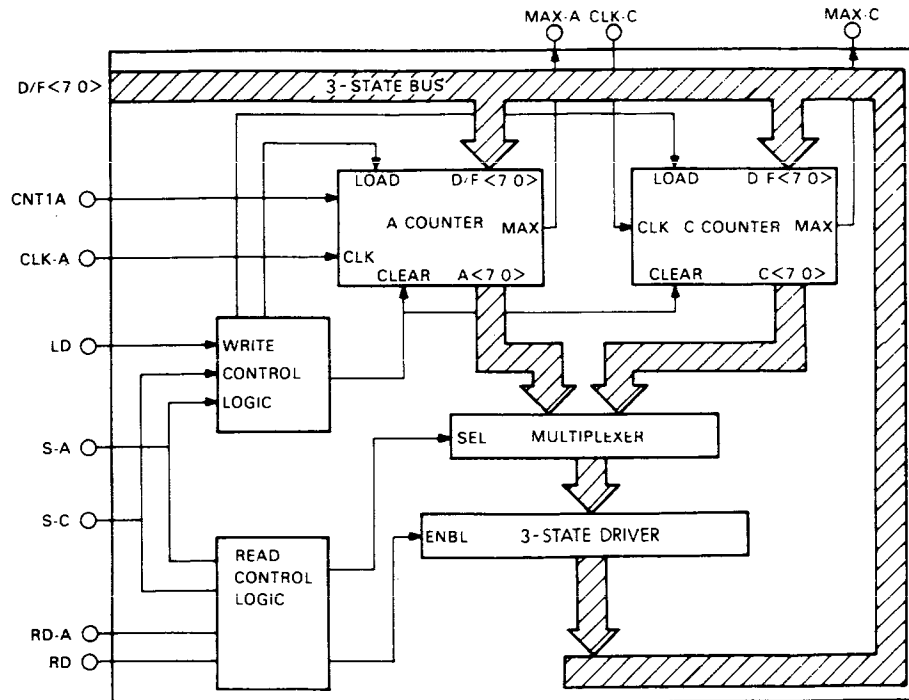 MAX-A CLK-C MAX-C
D/F<7 0> 3-STATE BUS
LOAD D/F<7 0>
LOAD D F<7 0>
CNT1A
A COUNTER MAX
CLK C COUNTER MAX
CLK-A
CLK
CLEAR A<7 0>
CLEAR C<7 0>
LD
WRITE
CONTROL
LOGIC
S-A
SEL MULTIPLEXER
S-C
ENBL 3-STATE DRIVER
READ
CONTROL
LOGIC
RD-A
RD